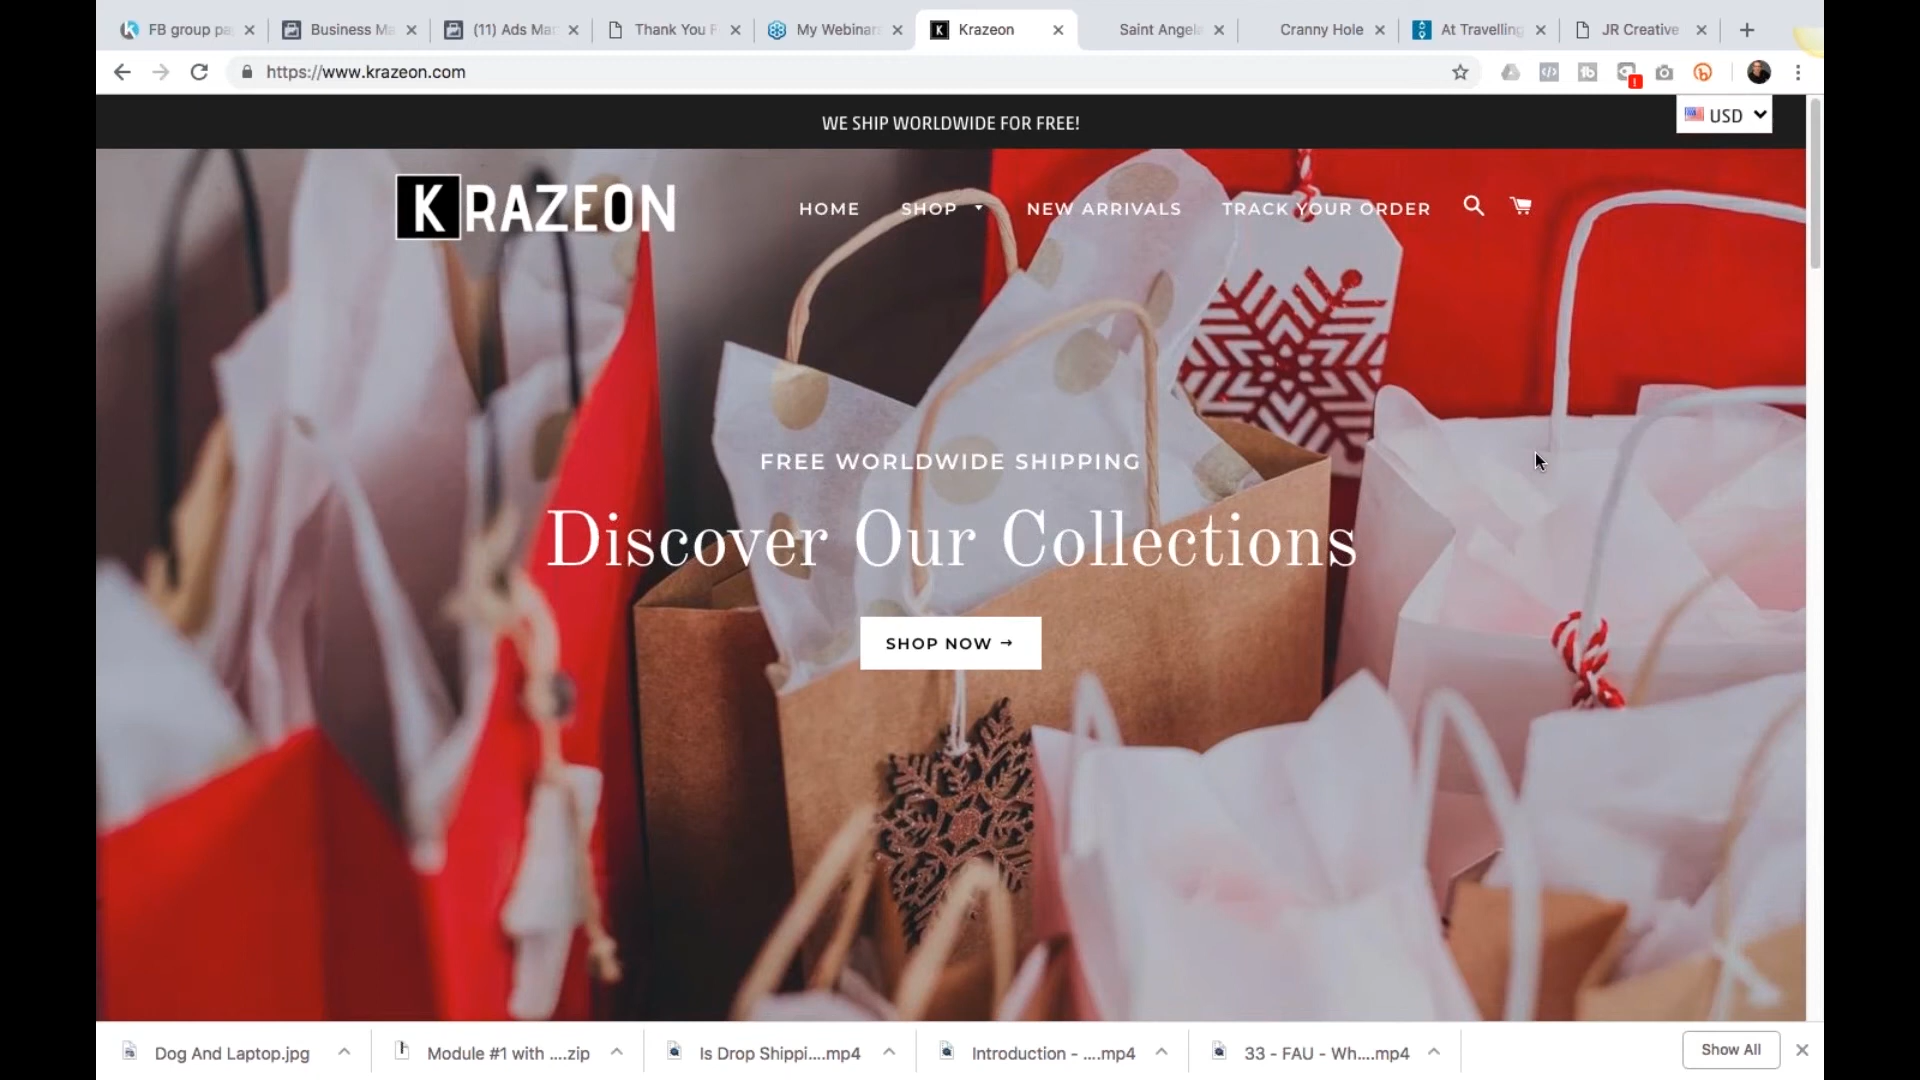 FB group pa
Business Ma
(11) Ads Mar
Thank You F
My Webinars
Krazeon
Saint Angela
Cranny Hole
At Travelling
JR Creative
https://www.krazeon.com
WE SHIP WORLDWIDE FOR FREE!
USD
KRAZEON
HOME
SHOP
NEW ARRIVALS
TRACK YOUR ORDER
FREE WORLDWIDE SHIPPING
Discover Our Collections
SHOP NOW →
Dog And Laptop.jpg
Module #1 with ....zip
Is Drop Shippi....mp4
Introduction - ....mp4
33 - FAU - Wh....mp4
Show All